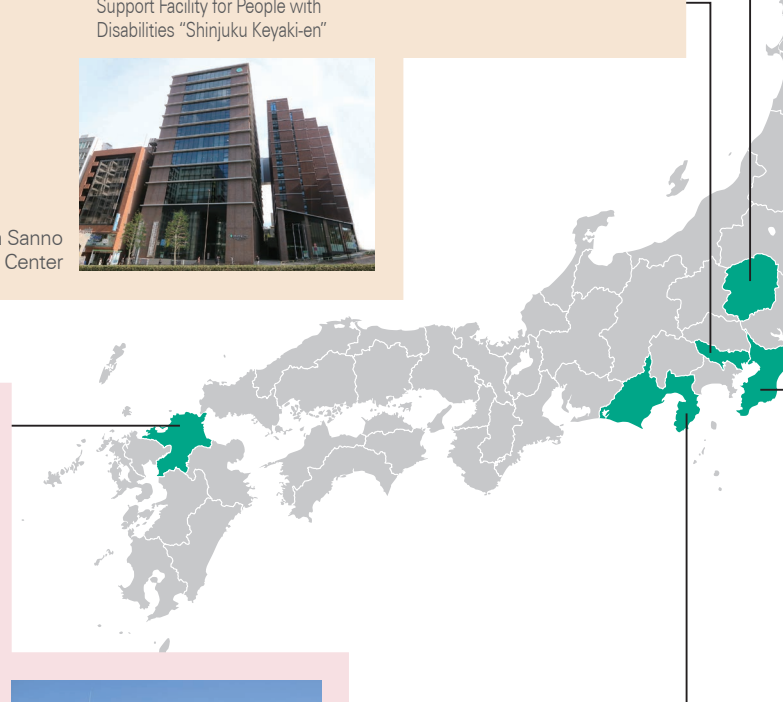 Support Facility for People with
Disabilities “Shinjuku Keyaki-en”
Sanno
Center